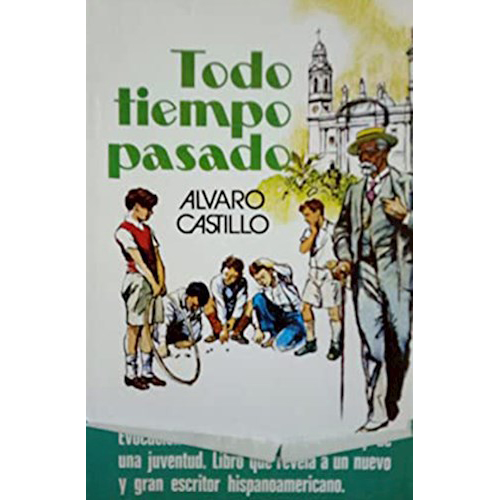 Todo
tiempo
pasado
ALVARO
CASTILLO
una juventud. Libro que revela a un nuevo
y gran escritor hispanoamericano.